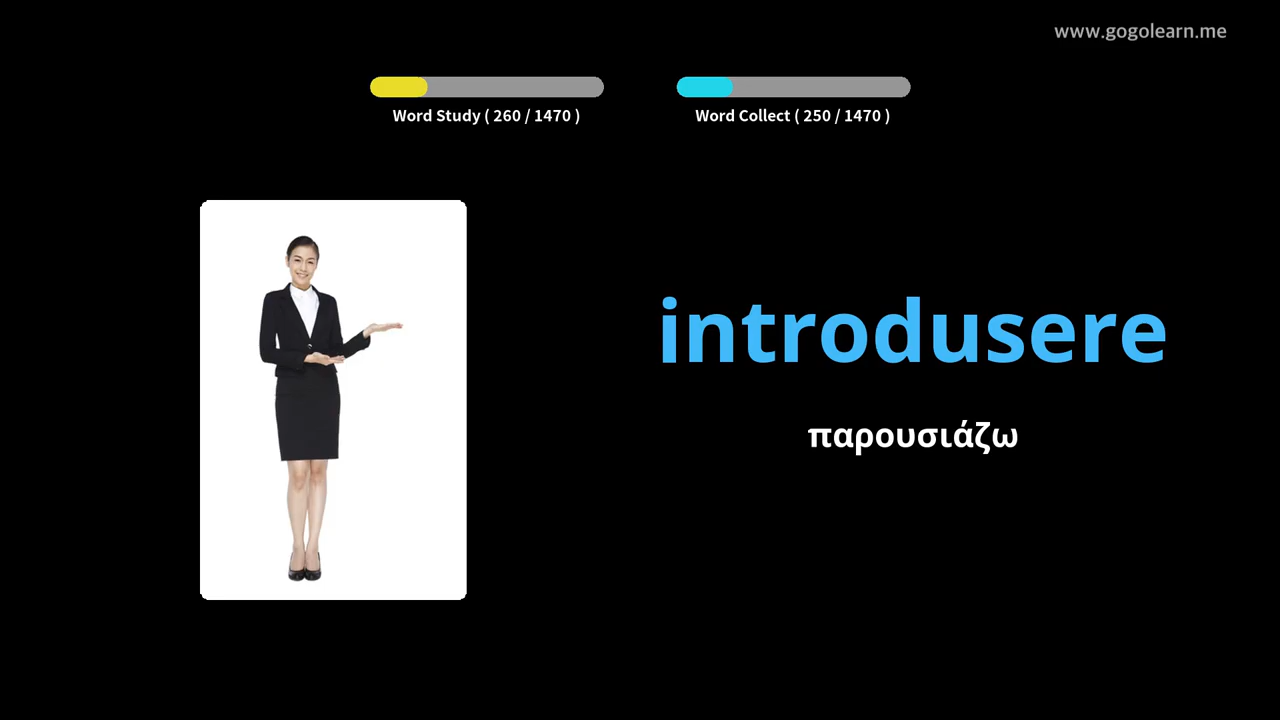 www.gogolearn.me
Word Study ( 260 / 1470 )
Word Collect ( 250 / 1470 )
introdusere
παρουσιάζω